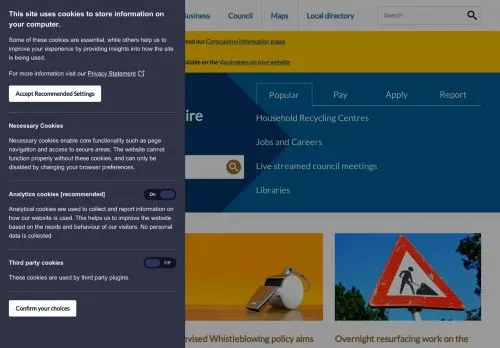 This site uses cookies to store information on
your computer.
Business
Council
Maps
Local directory
Search...
Some of these cookies are essential, while others help us to
improve your experience by providing insights into how the site
is being used.
read our Coronavirus information pages
available on the Vaccinators on tour website
For more information visit our Privacy Statement
Accept Recommended Settings
Popular
Pay
Apply
Report
ire
Household Recycling Centres
Necessary Cookies
Necessary cookies enable core functionality such as page
navigation and access to secure areas. The website cannot
function properly without these cookies, and can only be
disabled by changing your browser preferences.
Jobs and Careers
Live streamed council meetings
Libraries
Analytics cookies [recommended]
On
Analytical cookies are used to collect and report information on
how our website is used. This helps us to improve the website
based on the needs and behaviour of our visitors. No personal
data is collected
Third party cookies
Off
These cookies are used by third party plugins.
Confirm your choices
evised Whistleblowing policy aims
Overnight resurfacing work on the